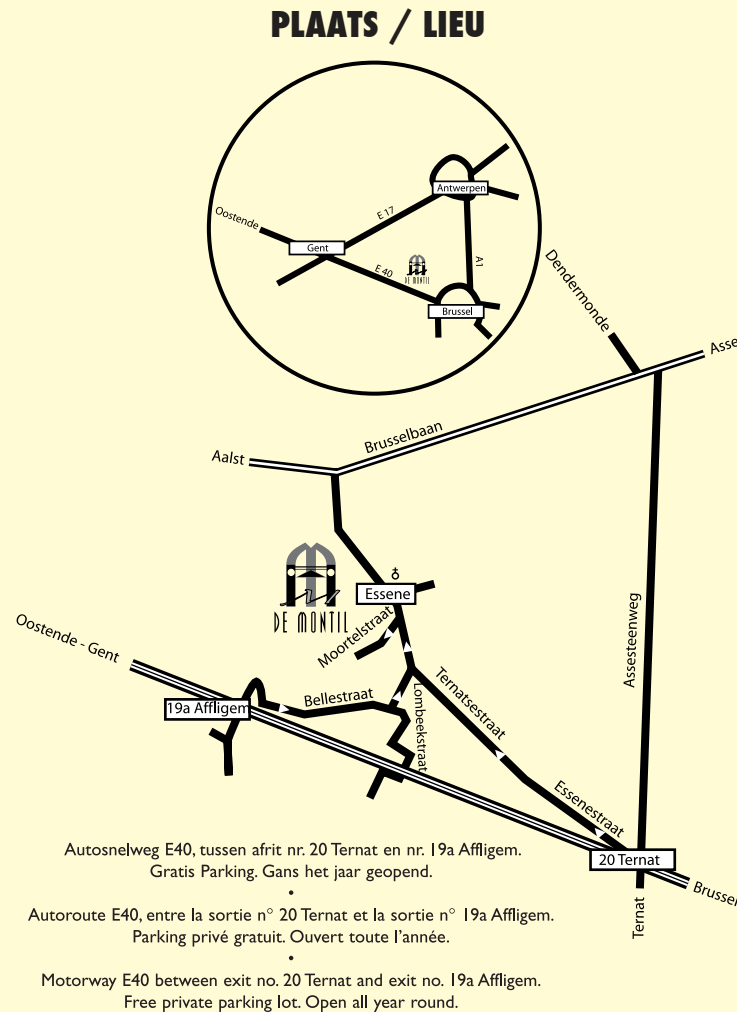 PLAATS / LIEU
Antwerpen
E 17
Oostende
Gent
A1
E 40
DE MONTIL
Brussel
Dendermonde
Asse
Brusselbaan
Aalst
Essene
DE MONTIL
Moortelstraat
Assesteenweg
Oostende - Gent
Ternatsestraat
Bellestraat
Lombeekstraat
19a Affligem
Essenestraat
20 Ternat
Brussel
Ternat
Autosnelweg E40, tussen afrit nr. 20 Ternat en nr. 19a Affligem.
Gratis Parking. Gans het jaar geopend.
•
Autoroute E40, entre la sortie n° 20 Ternat et la sortie n° 19a Affligem.
Parking privé gratuit. Ouvert toute l’année.
•
Motorway E40 between exit no. 20 Ternat and exit no. 19a Affligem.
Free private parking lot. Open all year round.